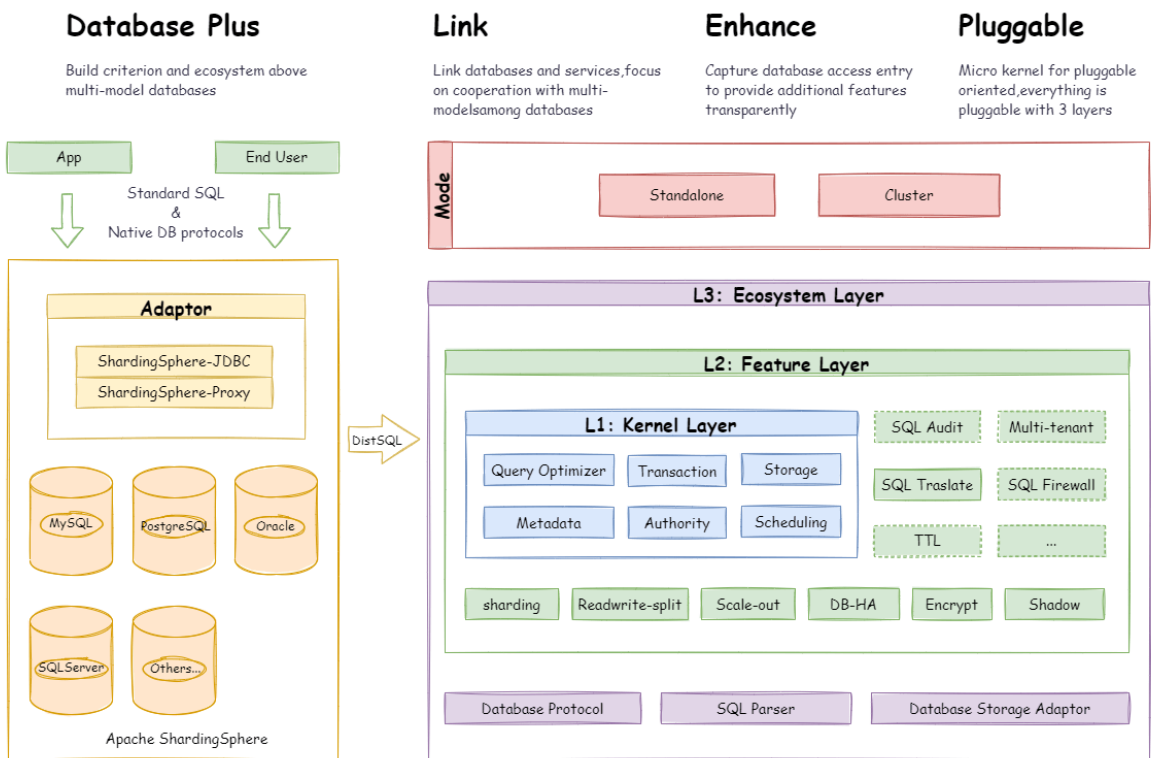 Database Plus
Build criterion and ecosystem above
multi-model databases
Link
Link databases and services,focus
on cooperation with multi-
modelsamong databases
Enhance
Capture database access entry
to provide additional features
transparently
Pluggable
Micro kernel for pluggable
oriented,everything is
pluggable with 3 layers
App
End User
Standard SQL
&
Native DB protocols
Adaptor
ShardingSphere-JDBC
ShardingSphere-Proxy
MySQL
PostgreSQL
Oracle
SQLServer
Others...
Apache ShardingSphere
DistSQL
Mode
Standalone
Cluster
L3: Ecosystem Layer
L2: Feature Layer
L1: Kernel Layer
Query Optimizer
Transaction
Storage
Metadata
Authority
Scheduling
SQL Audit
Multi-tenant
SQL Traslate
SQL Firewall
TTL
...
sharding
Readwrite-split
Scale-out
DB-HA
Encrypt
Shadow
Database Protocol
SQL Parser
Database Storage Adaptor